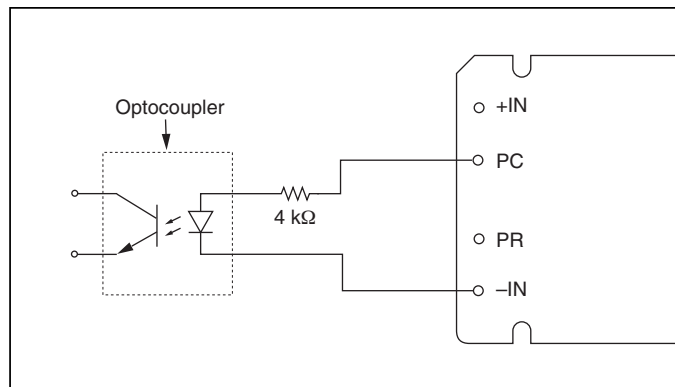 Optocoupler
4 kΩ
+IN
PC
PR
–IN